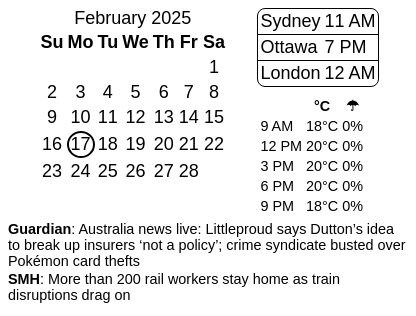 February 2025
Su Mo Tu We Th Fr Sa
1
2 3 4 5 6 7 8
9 10 11 12 13 14 15
16 17 18 19 20 21 22
23 24 25 26 27 28
Sydney 11 AM
Ottawa 7 PM
London 12 AM
°C ☂
9 AM 18°C 0%
12 PM 20°C 0%
3 PM 20°C 0%
6 PM 20°C 0%
9 PM 18°C 0%
Guardian: Australia news live: Littleproud says Dutton’s idea
to break up insurers ‘not a policy’; crime syndicate busted over
Pokémon card thefts
SMH: More than 200 rail workers stay home as train
disruptions drag on